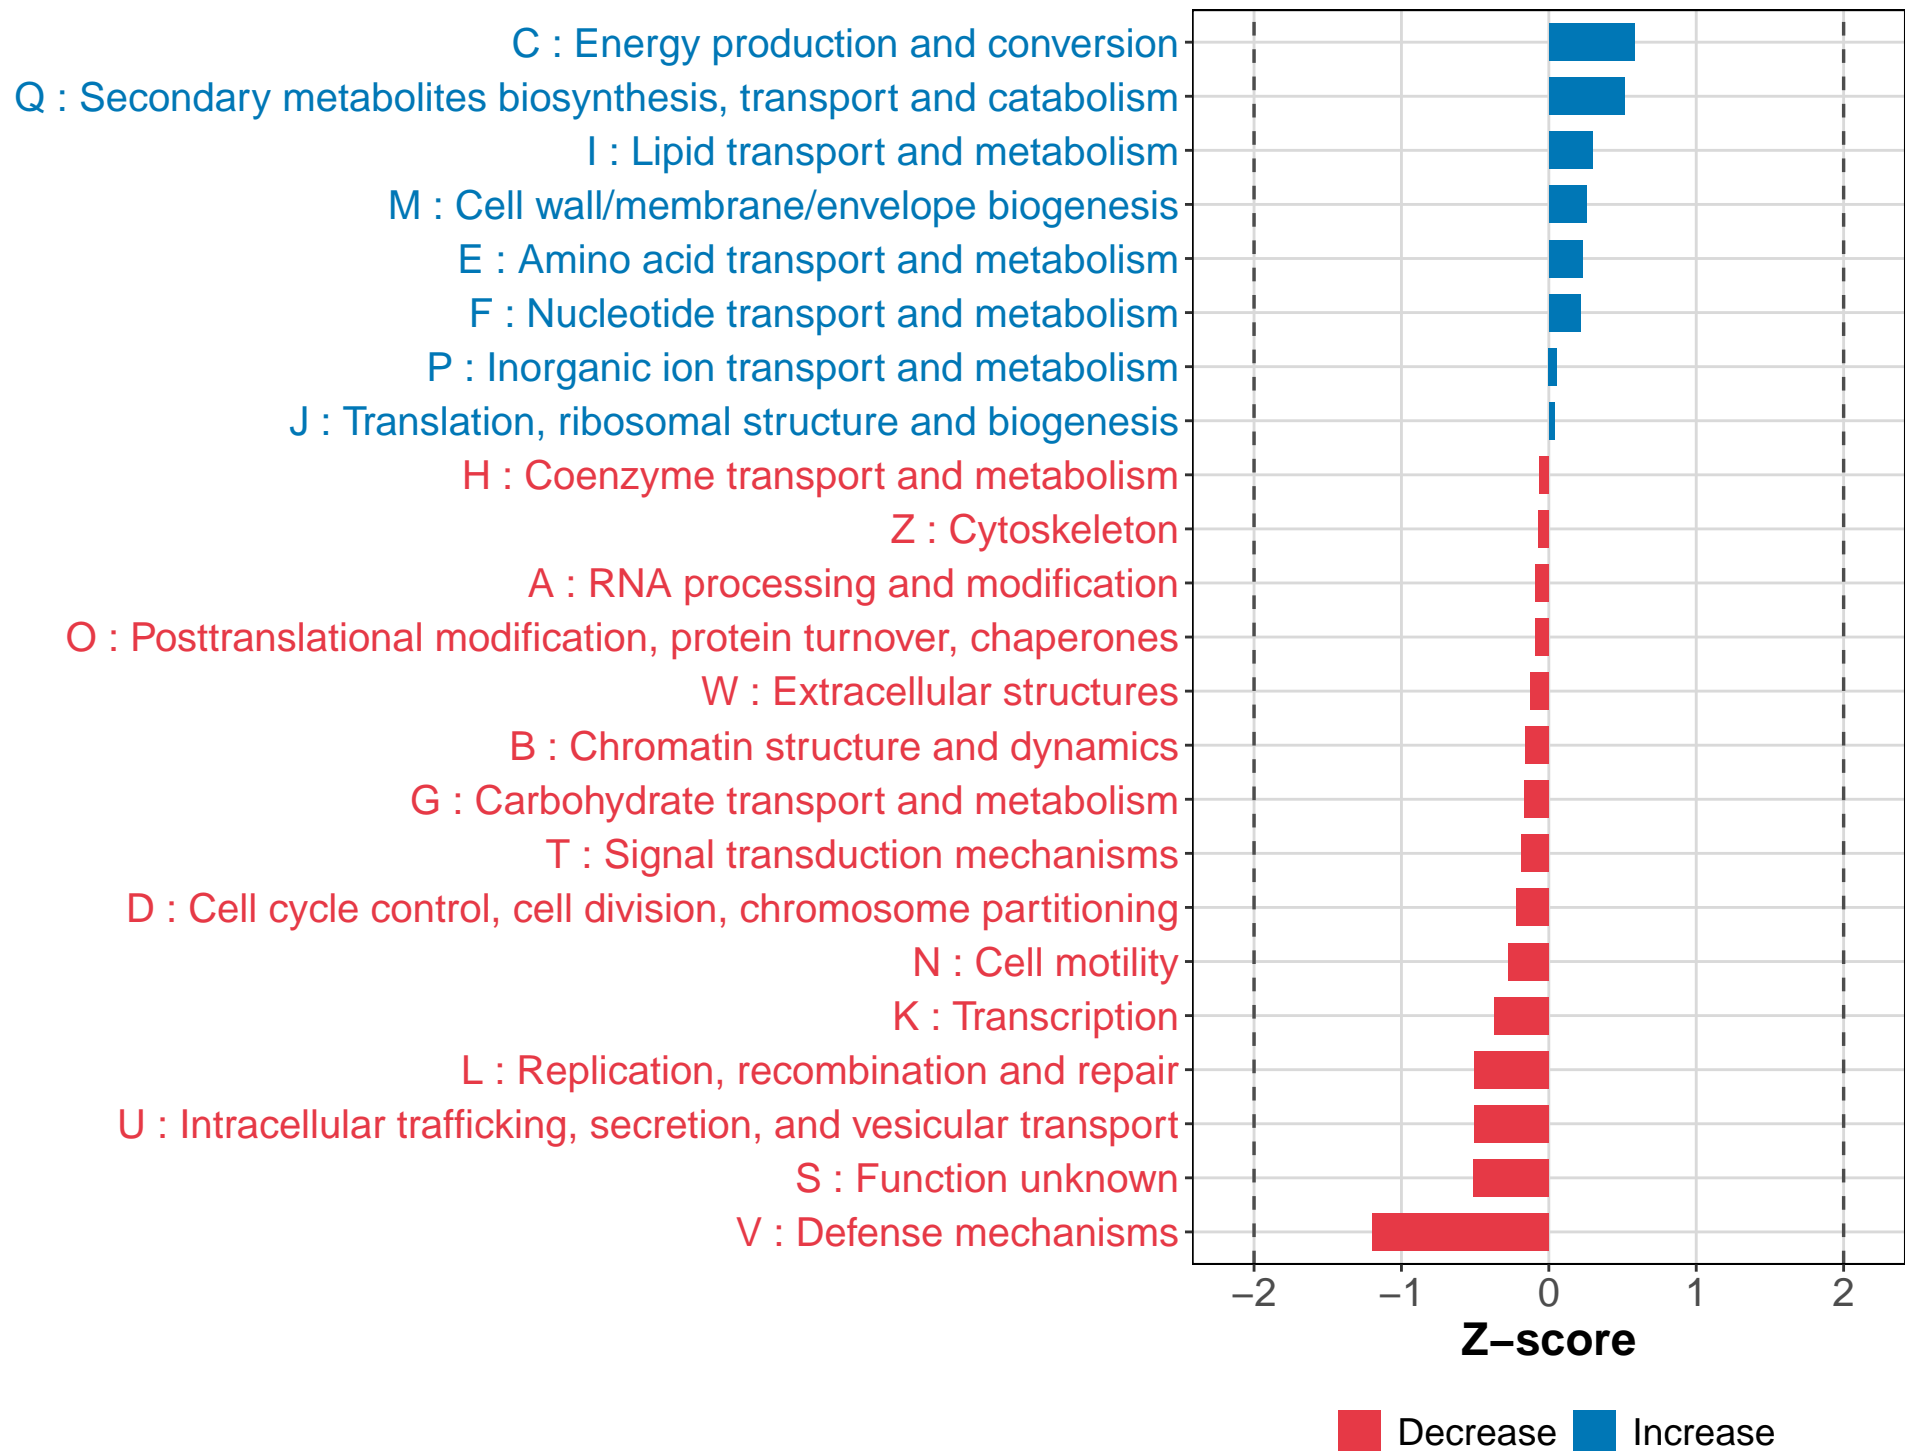 C : Energy production and conversion
Q : Secondary metabolites biosynthesis, transport and catabolism
I : Lipid transport and metabolism
M : Cell wall/membrane/envelope biogenesis
E : Amino acid transport and metabolism
F : Nucleotide transport and metabolism
P : Inorganic ion transport and metabolism
J : Translation, ribosomal structure and biogenesis
H : Coenzyme transport and metabolism
Z : Cytoskeleton
A : RNA processing and modification
O : Posttranslational modification, protein turnover, chaperones
W : Extracellular structures
B : Chromatin structure and dynamics
G : Carbohydrate transport and metabolism
T : Signal transduction mechanisms
D : Cell cycle control, cell division, chromosome partitioning
N : Cell motility
K : Transcription
L : Replication, recombination and repair
U : Intracellular trafficking, secretion, and vesicular transport
S : Function unknown
V : Defense mechanisms
−2 −1 0 1 2
Z−score
Decrease Increase